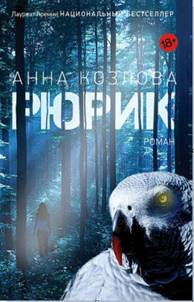 Лауреат премии НАЦИОНАЛЬНЫЙ БЕСТСЕЛЛЕР
18+
АННА КОЗЛОВА
РЮРИК
РОМАН